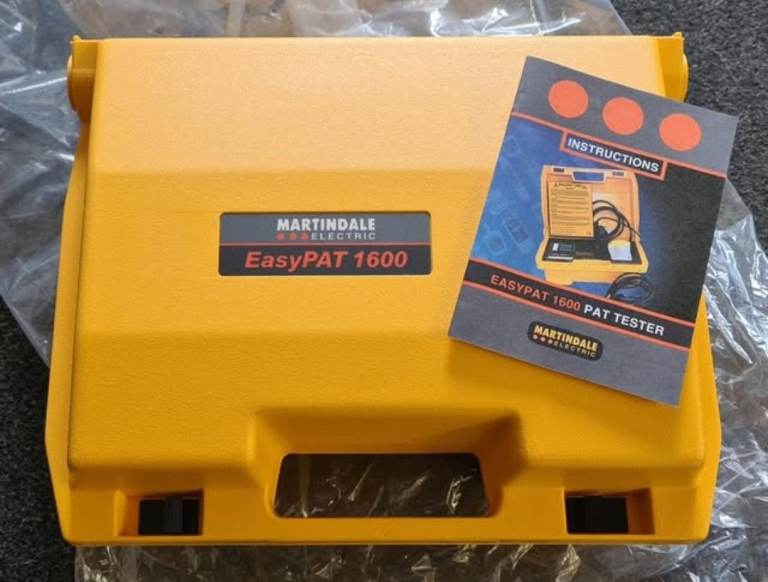 MARTINDALE
ELECTRIC
EasyPAT 1600
INSTRUCTIONS
EASYPAT 1600 PAT TESTER
MARTINDALE
ELECTRIC